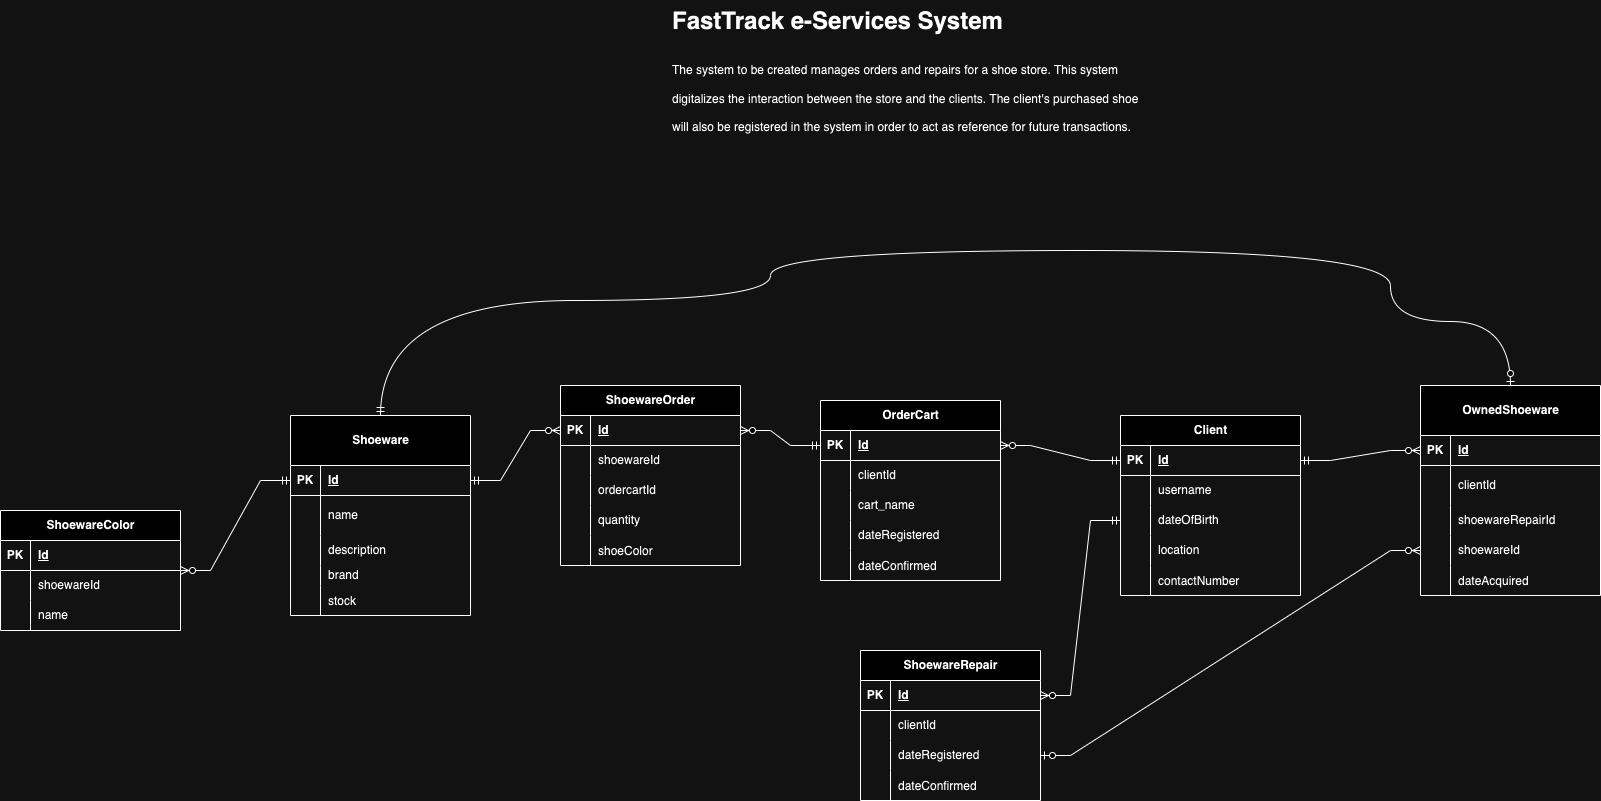 FastTrack e-Services System
The system to be created manages orders and repairs for a shoe store. This system
digitalizes the interaction between the store and the clients. The client's purchased shoe
will also be registered in the system in order to act as reference for future transactions.
ShoewareColor
PK Id
shoewareId
name
Shoeware
PK Id
name
description
brand
stock
ShoewareOrder
PK Id
shoewareId
ordercartId
quantity
shoeColor
OrderCart
PK Id
clientId
cart_name
dateRegistered
dateConfirmed
Client
PK Id
username
dateOfBirth
location
contactNumber
OwnedShoeware
PK Id
clientId
shoewareRepairId
shoewareId
dateAcquired
ShoewareRepair
PK Id
clientId
dateRegistered
dateConfirmed